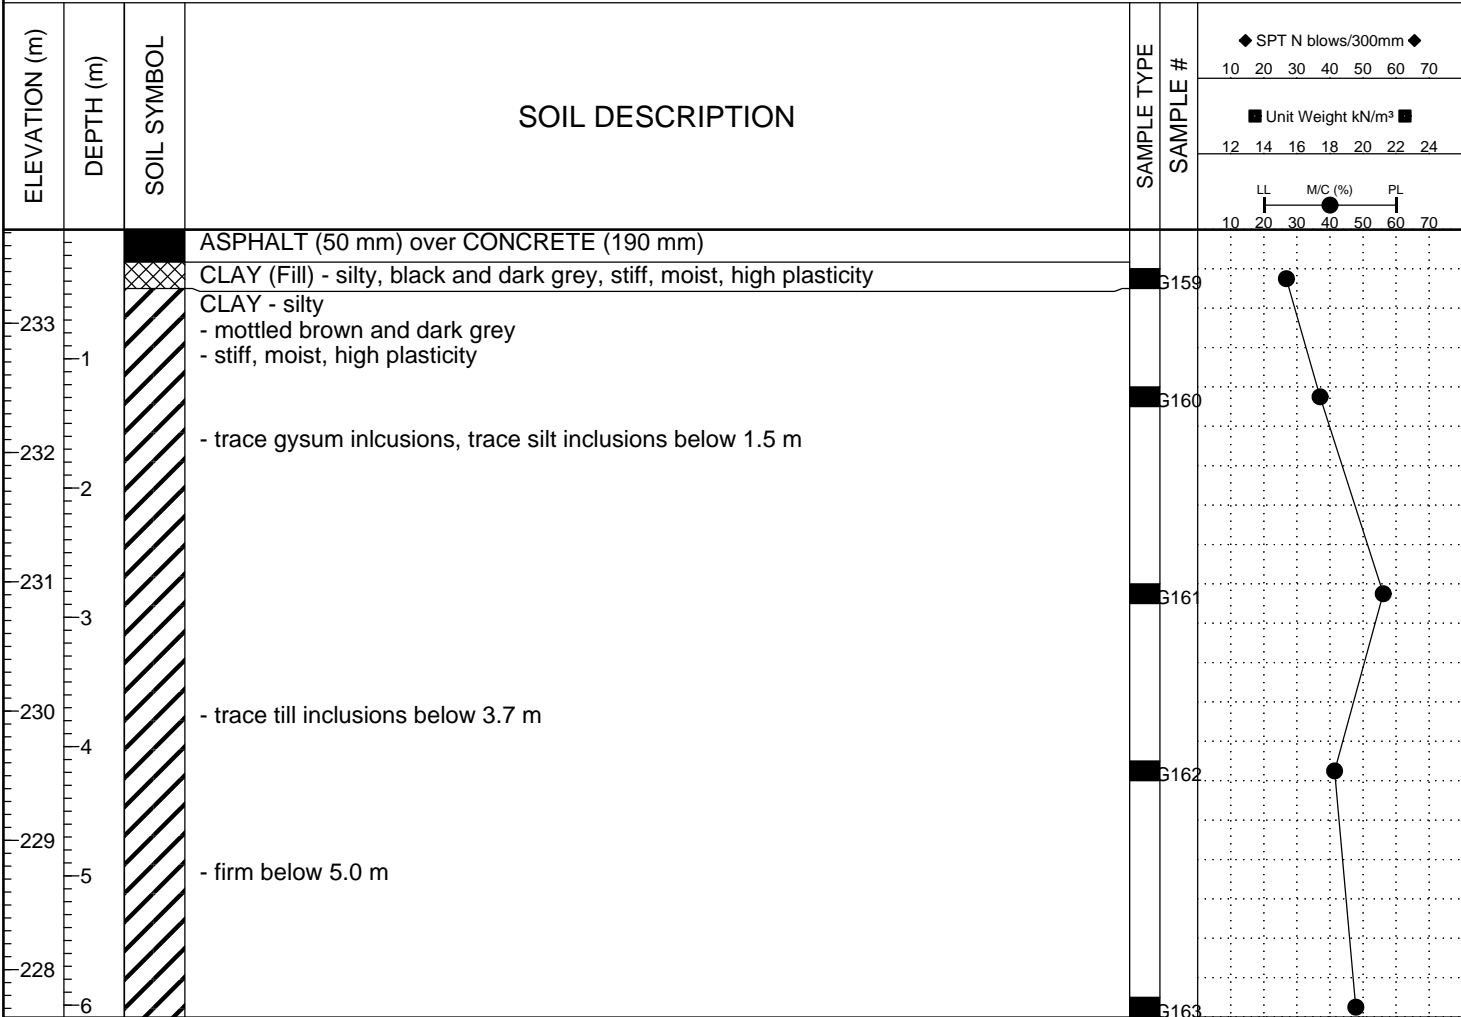 ELEVATION (m)
DEPTH (m)
SOIL SYMBOL
SOIL DESCRIPTION
SAMPLE TYPE
SAMPLE #
◆ SPT N blows/300mm ◆
10 20 30 40 50 60 70
■ Unit Weight kN/m³ ■
12 14 16 18 20 22 24
LL M/C (%) PL
10 20 30 40 50 60 70
ASPHALT (50 mm) over CONCRETE (190 mm)
CLAY (Fill) - silty, black and dark grey, stiff, moist, high plasticity
G159
CLAY - silty
233
- mottled brown and dark grey
1
- stiff, moist, high plasticity
G160
- trace gysum inlcusions, trace silt inclusions below 1.5 m
232
2
231
G161
3
230
- trace till inclusions below 3.7 m
4
G162
229
5
- firm below 5.0 m
228
6
G163